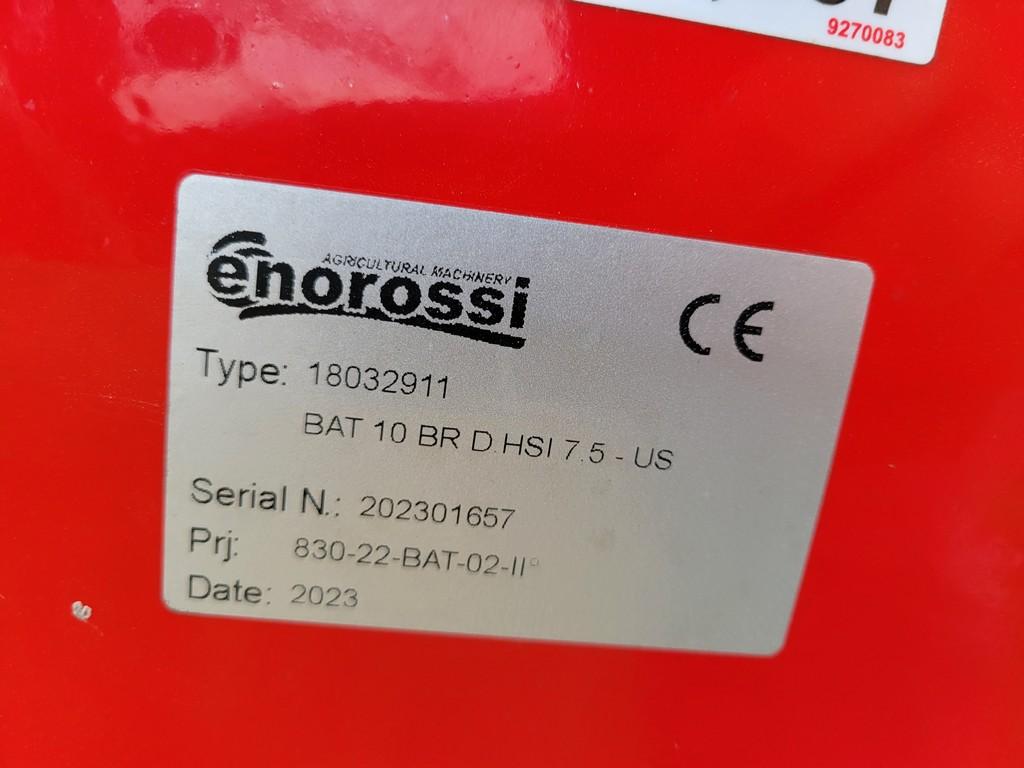 9270083
AGRICULTURAL MACHINERY
enorossi
CE
Type: 18032911
BAT 10 BR D.HSI 7.5 - US
Serial N.: 202301657
Prj: 830-22-BAT-02-II°
Date: 2023